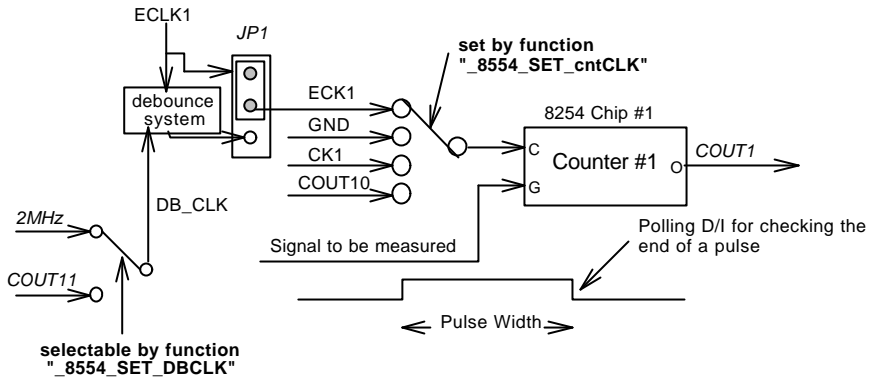 ECLK1
JP1
set by function
"_8554_SET_cntCLK"
debounce
system
ECK1
GND
CK1
COUT10
8254 Chip #1
C
Counter #1
G
O
COUT1
DB_CLK
2MHz
COUT11
Signal to be measured
Polling D/I for checking the
end of a pulse
Pulse Width
selectable by function
"_8554_SET_DBCLK"